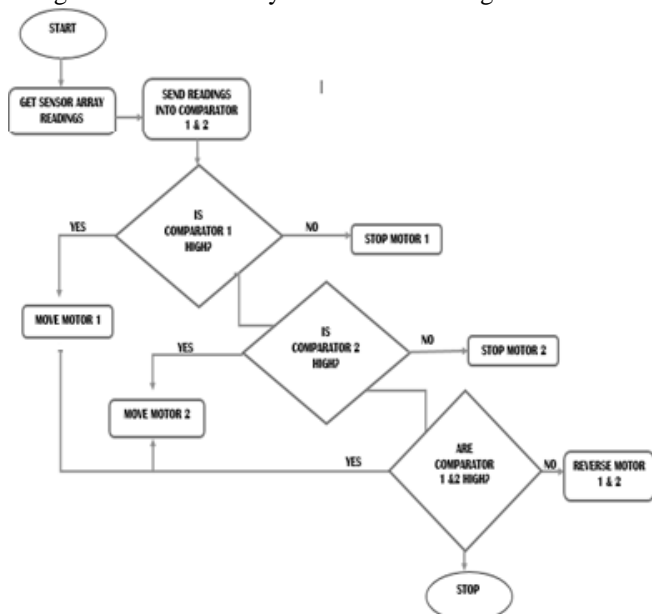 START
GET SENSOR ARRAY
READINGS
SEND READINGS
INTO COMPARATOR
1 & 2
IS
COMPARATOR 1
HIGH?
YES
NO
STOP MOTOR 1
MOVE MOTOR 1
IS
COMPARATOR 2
HIGH?
YES
NO
STOP MOTOR 2
MOVE MOTOR 2
ARE
COMPARATOR
1 &2 HIGH?
YES
NO
REVERSE MOTOR
1 & 2
STOP